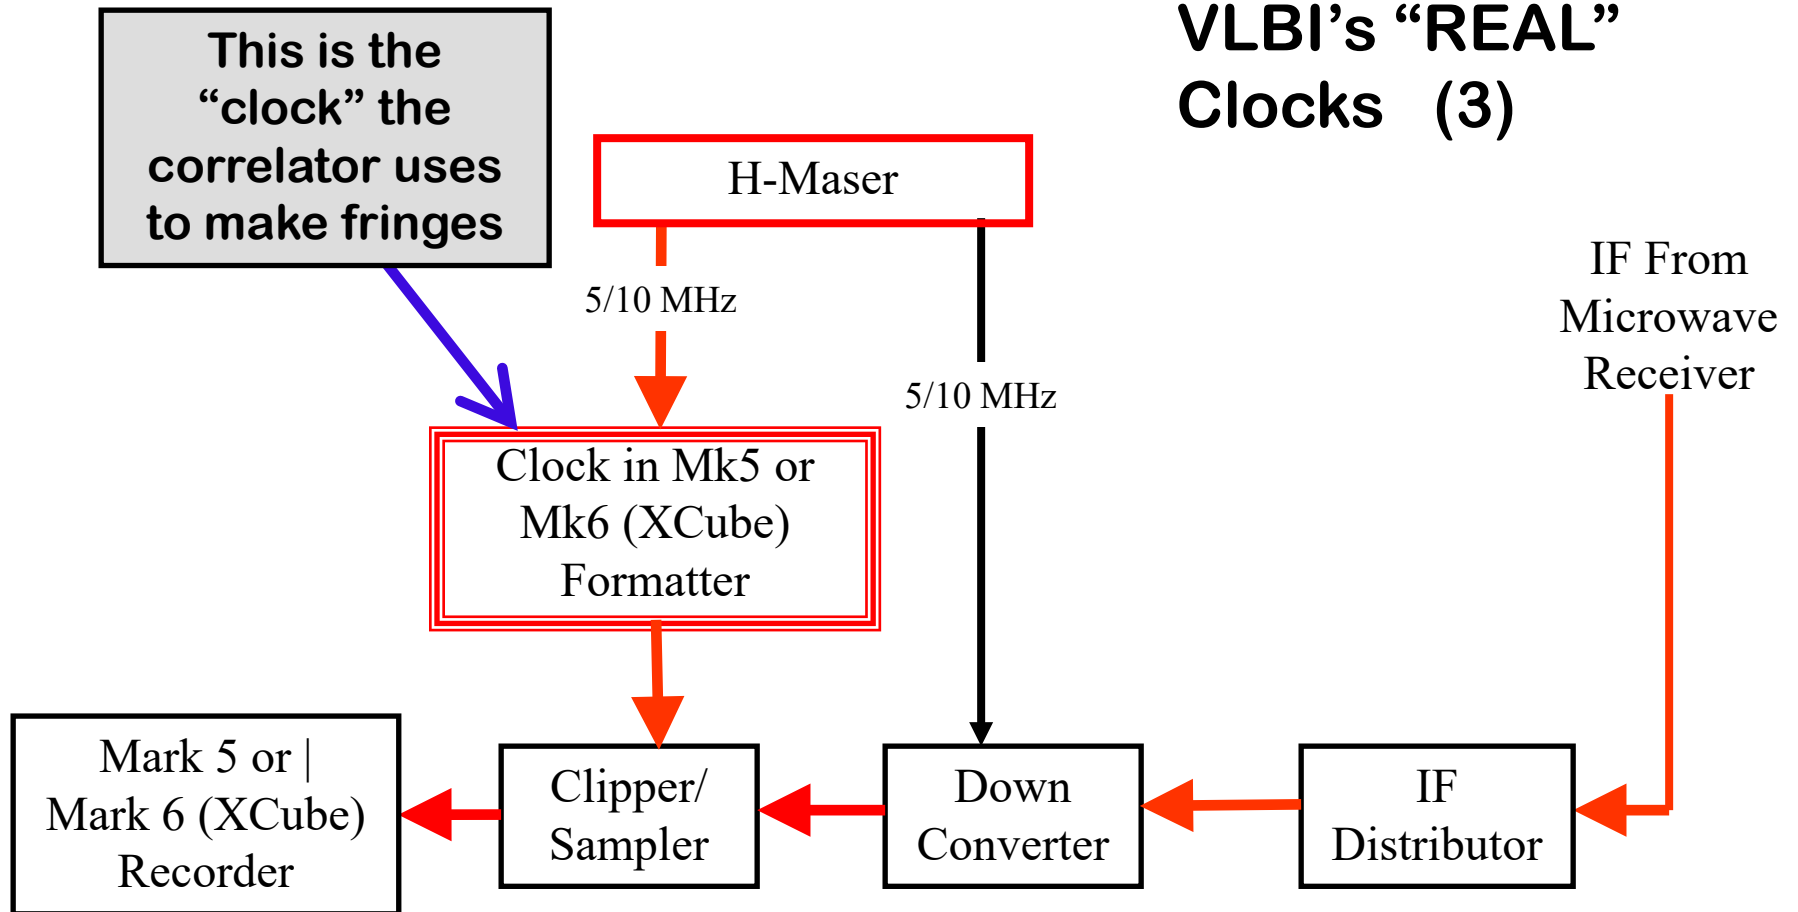 VLBI's “REAL”
Clocks (3)
This is the
“clock” the
correlator uses
to make fringes
H-Maser
5/10 MHz
5/10 MHz
IF From
Microwave
Receiver
Clock in Mk5 or
Mk6 (XCube)
Formatter
Mark 5 or |
Mark 6 (XCube)
Recorder
Clipper/
Sampler
Down
Converter
IF
Distributor